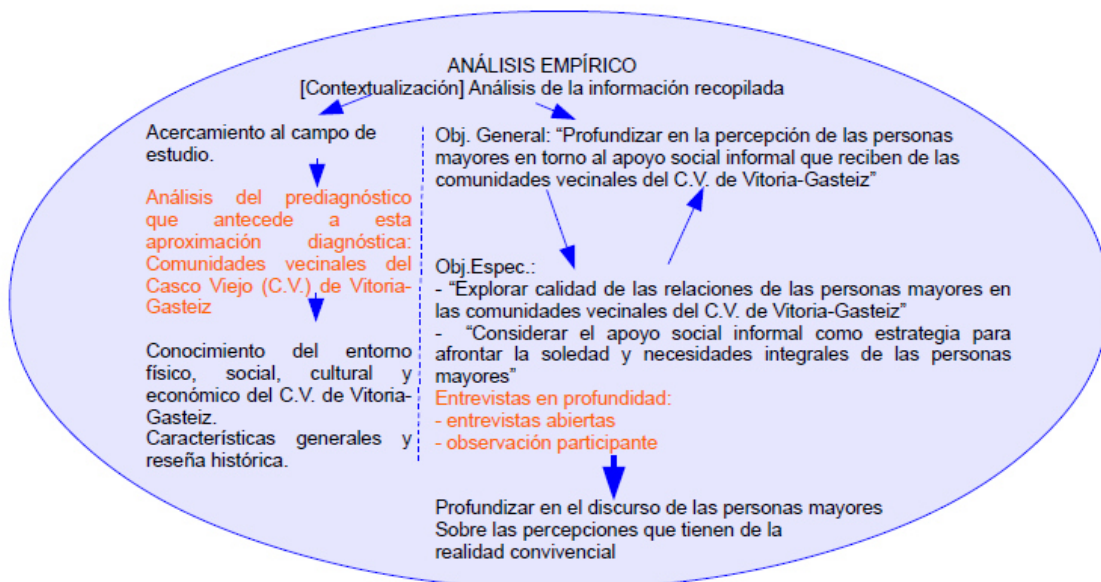 ANÁLISIS EMPÍRICO
[Contextualización] Análisis de la información recopilada
Acercamiento al campo de
estudio.
Análisis del prediagnóstico
que antecede a esta
aproximación diagnóstica:
Comunidades vecinales del
Casco Viejo (C.V.) de Vitoria-
Gasteiz
Conocimiento del entorno
físico, social, cultural y
económico del C.V. de Vitoria-
Gasteiz.
Características generales y
reseña histórica.
Obj. General: “Profundizar en la percepción de las personas
mayores en torno al apoyo social informal que reciben de las
comunidades vecinales del C.V. de Vitoria-Gasteiz”
Obj.Espec.:
- “Explorar calidad de las relaciones de las personas mayores en
las comunidades vecinales del C.V. de Vitoria-Gasteiz”
- “Considerar el apoyo social informal como estrategia para
afrontar la soledad y necesidades integrales de las personas
mayores”
Entrevistas en profundidad:
- entrevistas abiertas
- observación participante
Profundizar en el discurso de las personas mayores
Sobre las percepciones que tienen de la
realidad convivencial